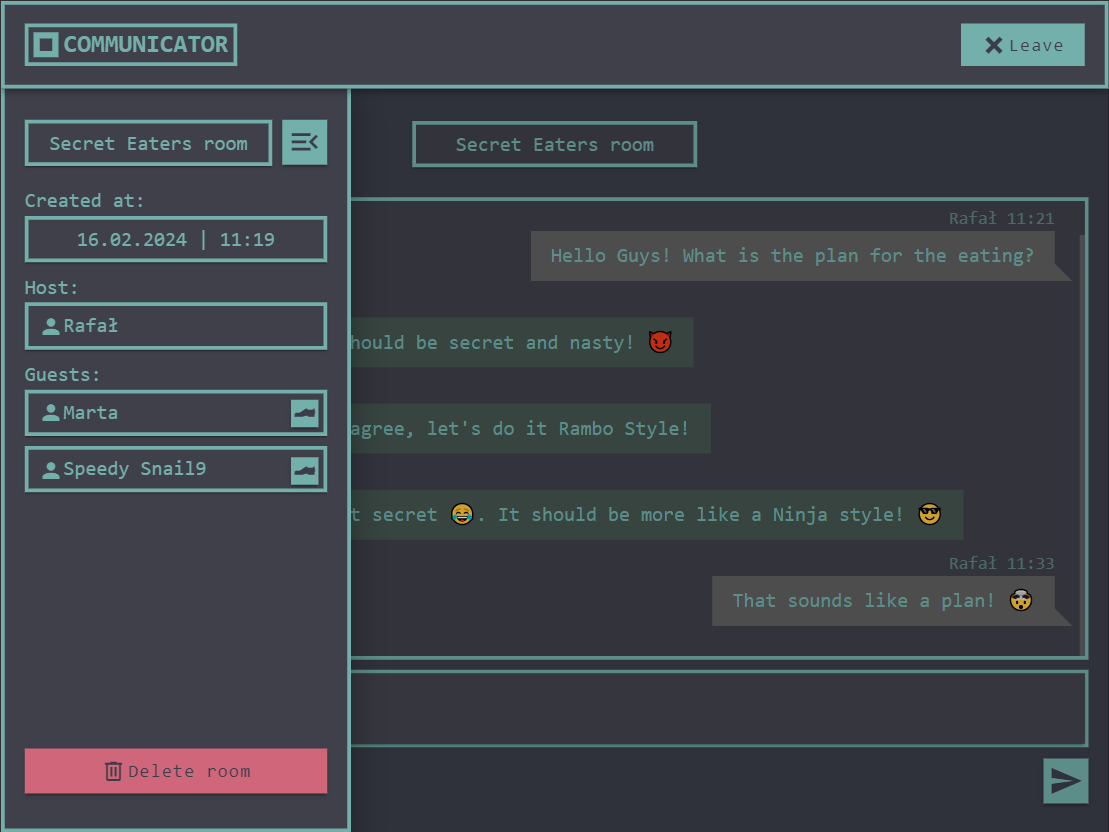 COMMUNICATOR
Leave
Secret Eaters room
Created at:
16.02.2024 | 11:19
Host:
Rafał
Guests:
Marta
Speedy Snail9
Delete room
Secret Eaters room
Rafał 11:21
Hello Guys! What is the plan for the eating?
be secret and nasty! 😈
agree, let's do it Rambo Style!
secret 😂. It should be more like a Ninja style! 😎
Rafał 11:33
That sounds like a plan! 🤯